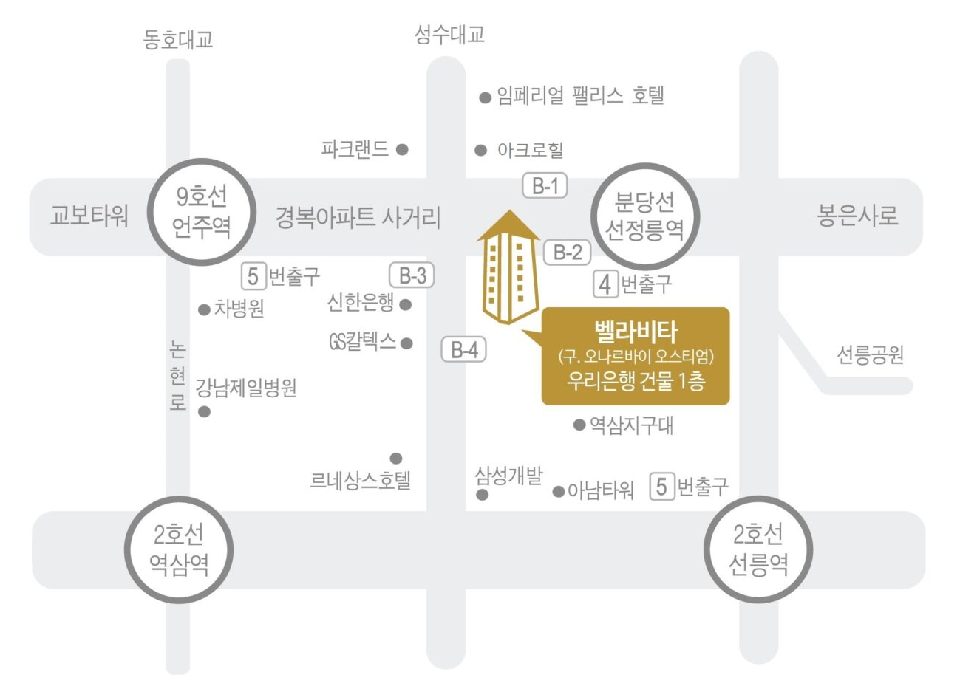 동호대교
성수대교
임페리얼 팰리스 호텔
파크랜드
아크로힐
B-1
교보타워
9호선
언주역
경복아파트 사거리
분당선
선정릉역
봉은사로
B-2
5 번출구
B-3
4 번출구
차병원
신한은행
벨라비타
(구. 오나르바이 오스티엄)
우리은행 건물 1층
GS칼텍스
B-4
논현로
선릉공원
강남제일병원
역삼지구대
르네상스호텔
삼성개발
아남타워
5 번출구
2호선
역삼역
2호선
선릉역